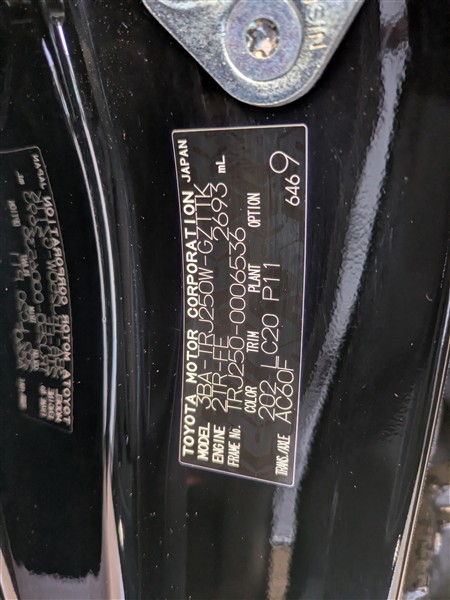 TOYOTA MOTOR CORPORATION JAPAN
MODEL 3BA-TRJ250W-GZTTK
ENGINE 2TR-FE 2693 mL
FRAME No. TRJ250-0006536
COLOR TRIM PLANT OPTION
202 LC20 P11
TRANS./AXLE AC60F
6469